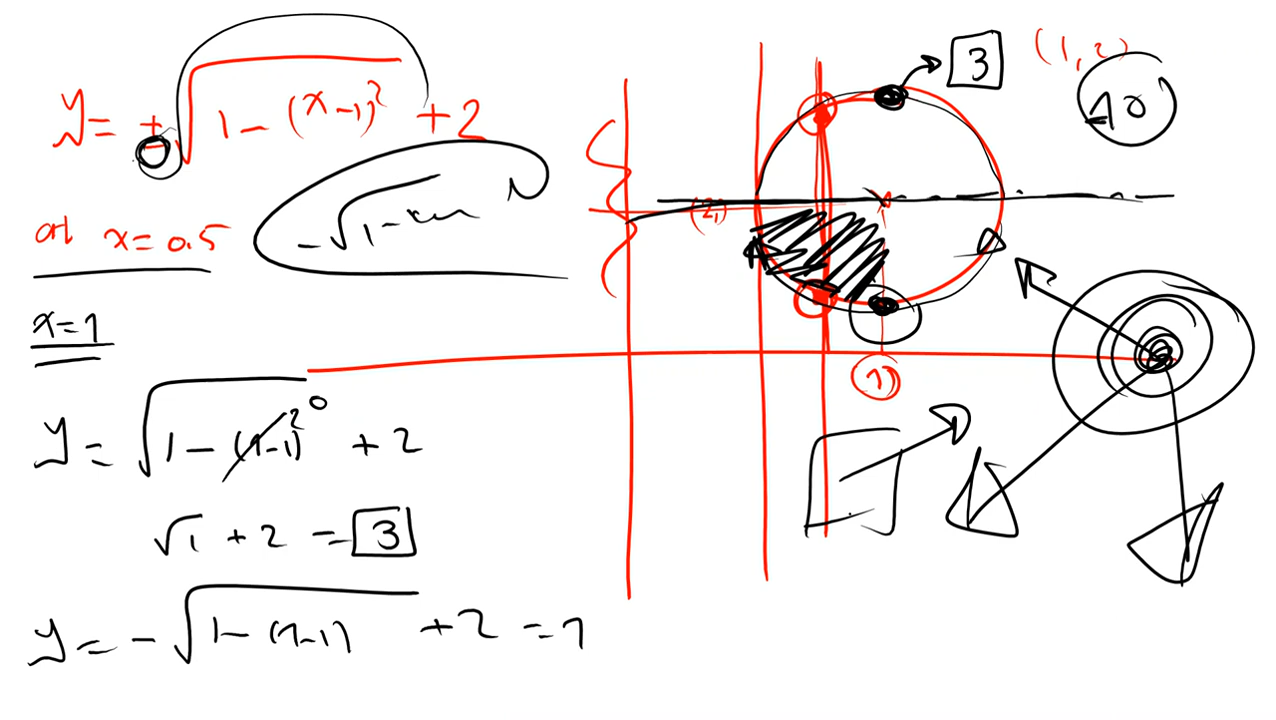 y = ±√(1 - (x-1)²) + 2
at x = 0.5
x = 1
y = √(1 - (1-1)²) 0 + 2
√1 + 2 = 3
y = -√(1 - (1-1)) + 2 = 1
3
(1, 2)
(2,)
1